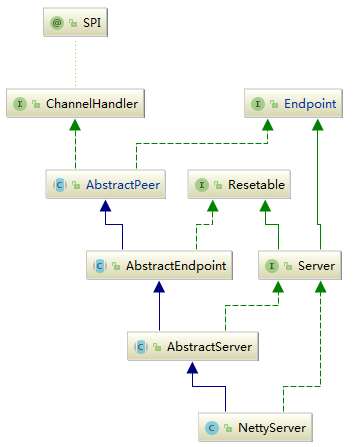 SPI
ChannelHandler
Endpoint
AbstractPeer
Resetable
AbstractEndpoint
Server
AbstractServer
NettyServer